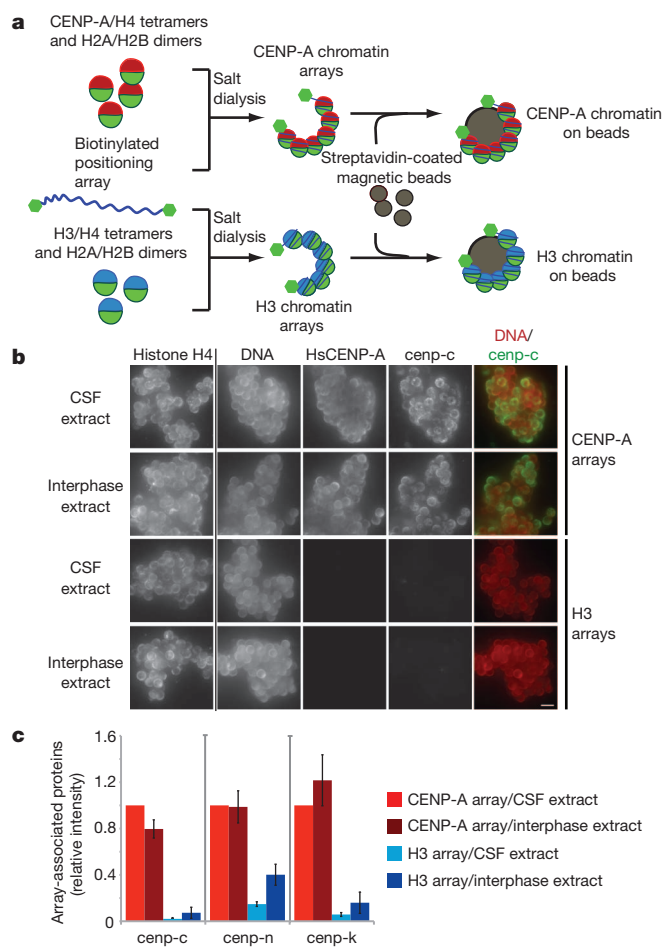 a
CENP-A/H4 tetramers
and H2A/H2B dimers
Biotinylated
positioning
array
H3/H4 tetramers
and H2A/H2B dimers
Salt
dialysis
Salt
dialysis
CENP-A chromatin
arrays
Streptavidin-coated
magnetic beads
H3 chromatin
arrays
CENP-A chromatin
on beads
H3 chromatin
on beads
b
Histone H4 DNA HsCENP-A cenp-c DNA/
cenp-c
CSF
extract
Interphase
extract
CENP-A
arrays
CSF
extract
Interphase
extract
H3
arrays
c
Array-associated proteins
(relative intensity)
1.6
1.2
0.8
0.4
0
cenp-c cenp-n cenp-k
CENP-A array/CSF extract
CENP-A array/interphase extract
H3 array/CSF extract
H3 array/interphase extract